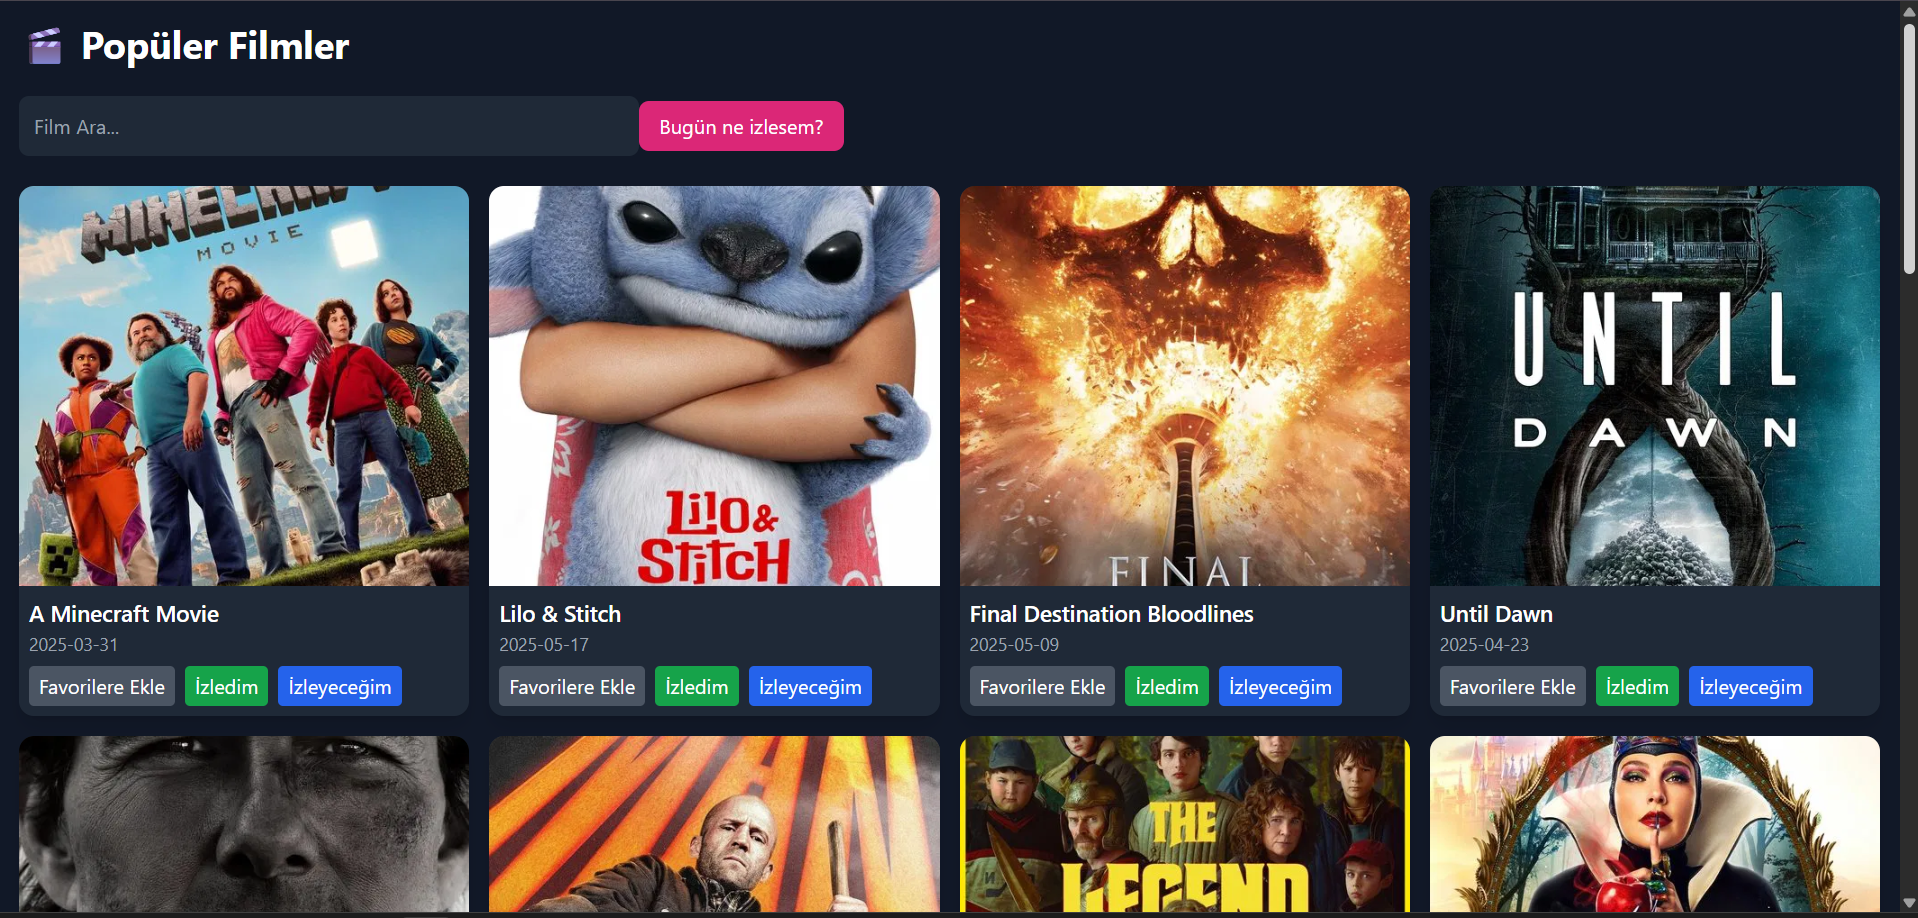 Popüler Filmler
Film Ara...
Bugün ne izlesem?
MINECRAFT
MOVIE
LiLO &
STiTCH
FINAL
UNTIL
DAWN
A Minecraft Movie
2025-03-31
Favorilere Ekle İzledim İzleyeceğim
Lilo & Stitch
2025-05-17
Favorilere Ekle İzledim İzleyeceğim
Final Destination Bloodlines
2025-05-09
Favorilere Ekle İzledim İzleyeceğim
Until Dawn
2025-04-23
Favorilere Ekle İzledim İzleyeceğim
MAN
THE
LEGEND